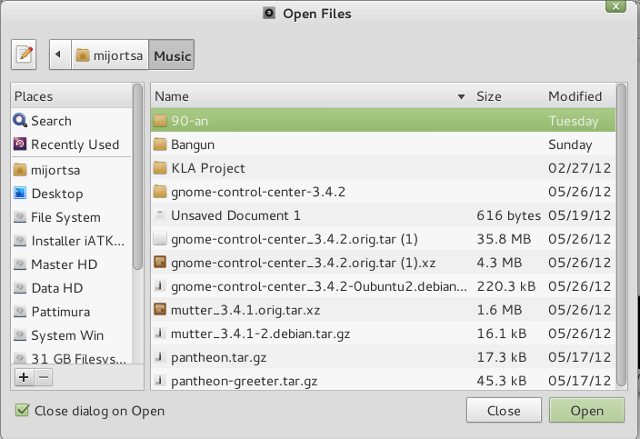 Open Files
mijortsa Music
Places
Search
Recently Used
mijortsa
Desktop
File System
Installer iATK...
Master HD
Data HD
Pattimura
System Win
31 GB Filesys...
Name Size Modified
90-an Tuesday
Bangun Sunday
KLA Project 02/27/12
gnome-control-center-3.4.2 05/26/12
Unsaved Document 1 616 bytes 05/19/12
gnome-control-center_3.4.2.orig.tar (1) 35.8 MB 05/26/12
gnome-control-center_3.4.2.orig.tar (1).xz 4.3 MB 05/26/12
gnome-control-center_3.4.2-0ubuntu2.debian... 220.3 kB 05/26/12
mutter_3.4.1.orig.tar.xz 1.6 MB 05/26/12
mutter_3.4.1-2.debian.tar.gz 16.1 kB 05/26/12
pantheon.tar.gz 17.3 kB 05/17/12
pantheon-greeter.tar.gz 45.3 kB 05/17/12
Close dialog on Open Close Open